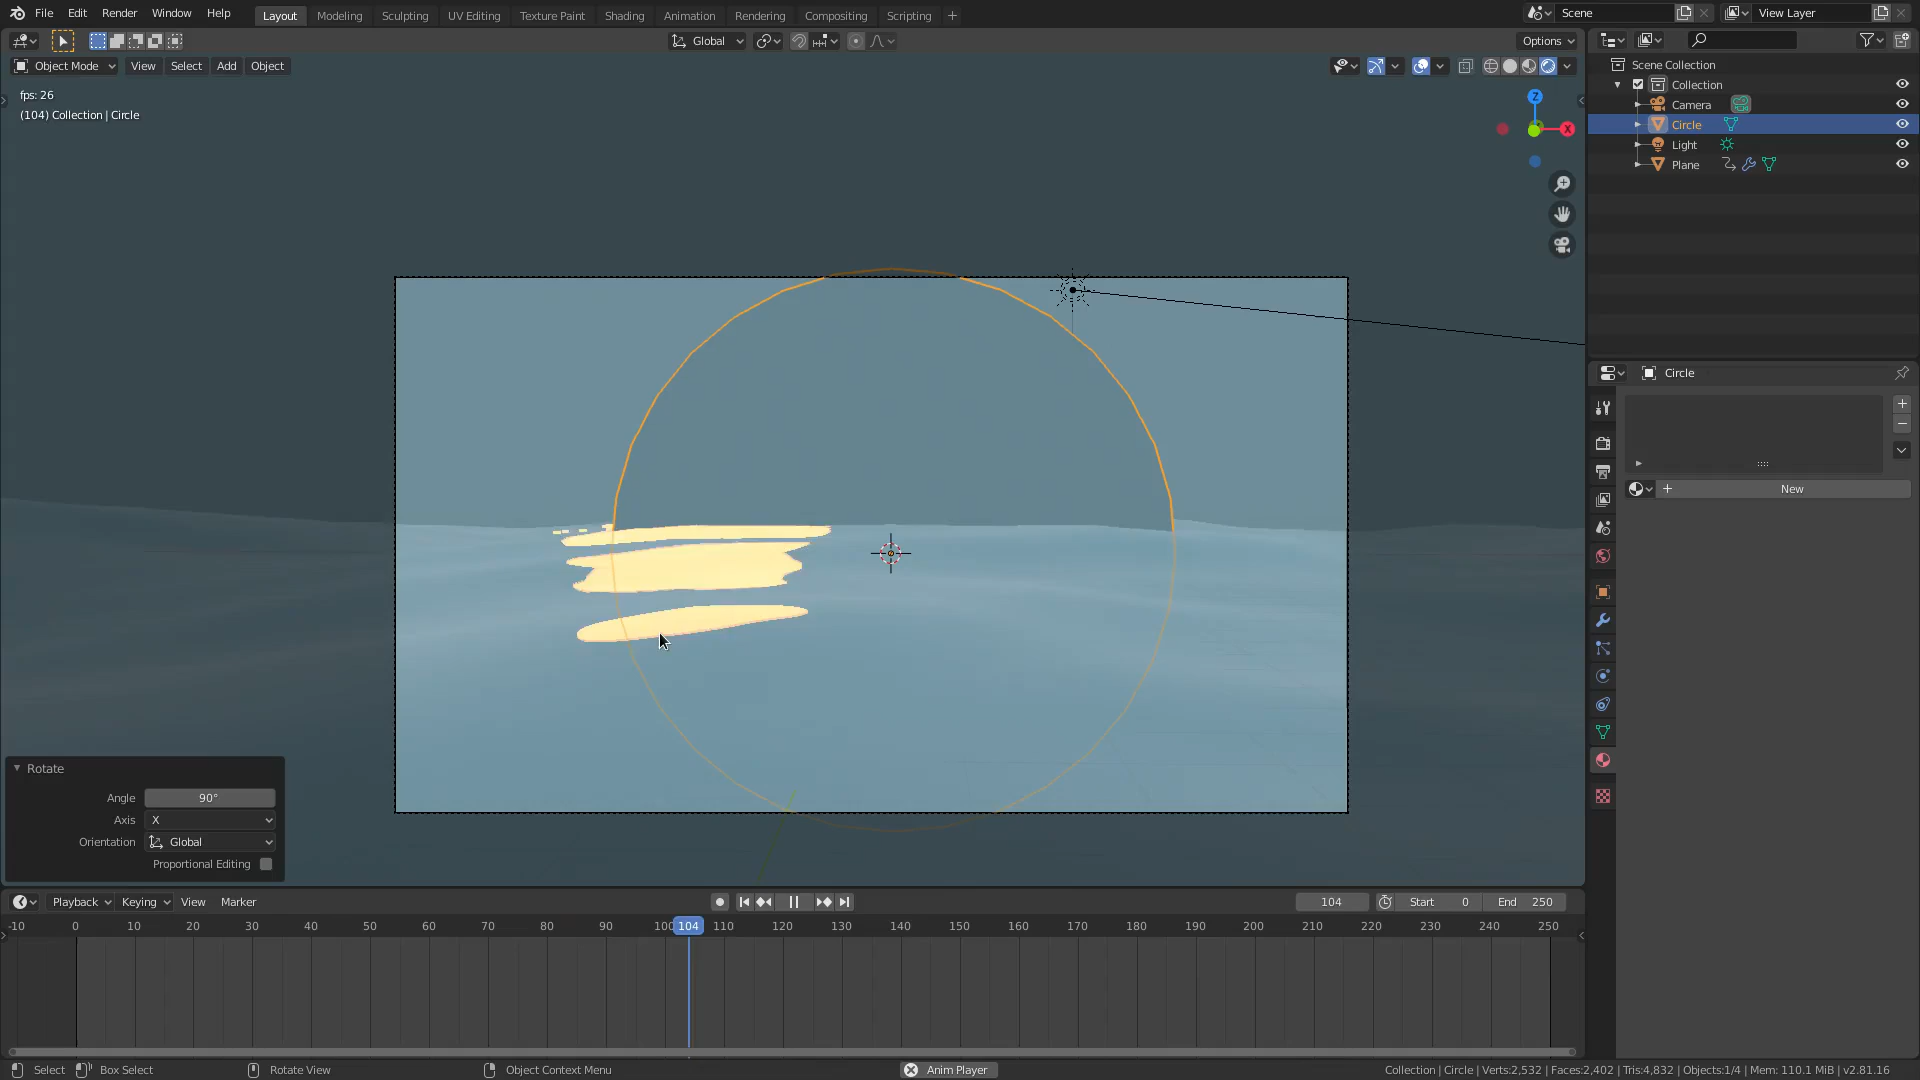 File Edit Render Window Help Layout Modeling Sculpting UV Editing Texture Paint Shading Animation Rendering Compositing Scripting + Scene View Layer
Global Options
Object Mode View Select Add Object
fps: 26
(104) Collection | Circle
Z
X
Scene Collection
Collection
Camera
Circle
Light
Plane
Circle
+ New
Rotate
Angle 90°
Axis X
Orientation Global
Proportional Editing
Playback Keying View Marker 104 Start 0 End 250
-10 0 10 20 30 40 50 60 70 80 90 100 104 110 120 130 140 150 160 170 180 190 200 210 220 230 240 250
Select Box Select Rotate View Object Context Menu Anim Player Collection | Circle | Verts:2,532 | Faces:2,402 | Tris:4,832 | Objects:1/4 | Mem: 110.1 MiB | v2.81.16